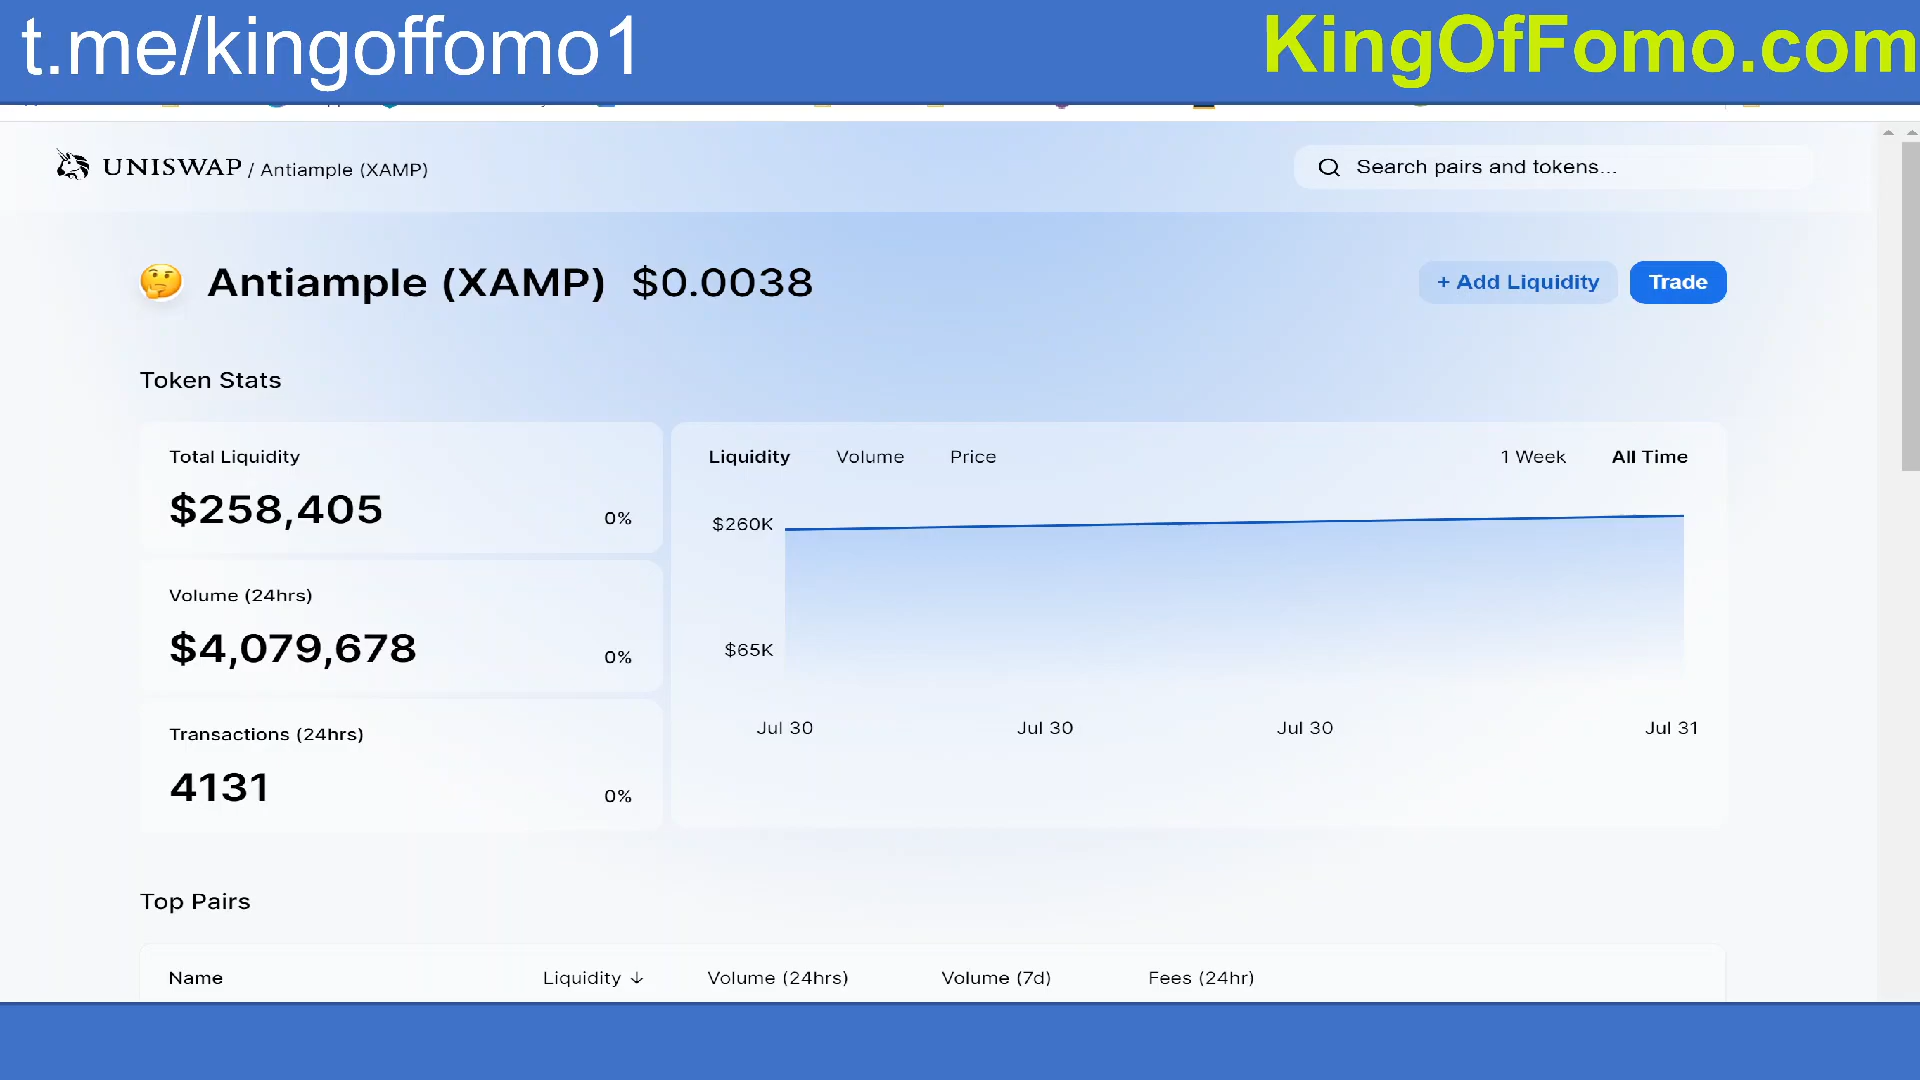 t.me/kingoffomo1
KingOfFomo.com
UNISWAP / Antiample (XAMP)
Search pairs and tokens...
Antiample (XAMP) $0.0038
+ Add Liquidity
Trade
Token Stats
Total Liquidity
$258,405
0%
Volume (24hrs)
$4,079,678
0%
Transactions (24hrs)
4131
0%
Liquidity Volume Price
1 Week All Time
$260K
$65K
Jul 30 Jul 30 Jul 30 Jul 31
Top Pairs
Name Liquidity ↓ Volume (24hrs) Volume (7d) Fees (24hr)